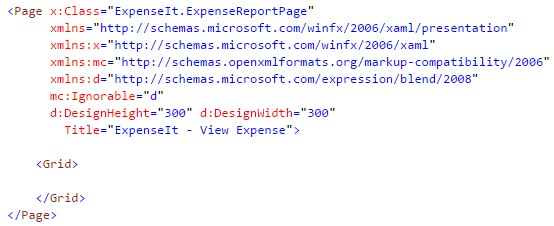 <Page x:Class="ExpenseIt.ExpenseReportPage"
xmlns="http://schemas.microsoft.com/winfx/2006/xaml/presentation"
xmlns:x="http://schemas.microsoft.com/winfx/2006/xaml"
xmlns:mc="http://schemas.openxmlformats.org/markup-compatibility/2006"
xmlns:d="http://schemas.microsoft.com/expression/blend/2008"
mc:Ignorable="d"
d:DesignHeight="300" d:DesignWidth="300"
Title="ExpenseIt - View Expense">
<Grid>
</Grid>
</Page>